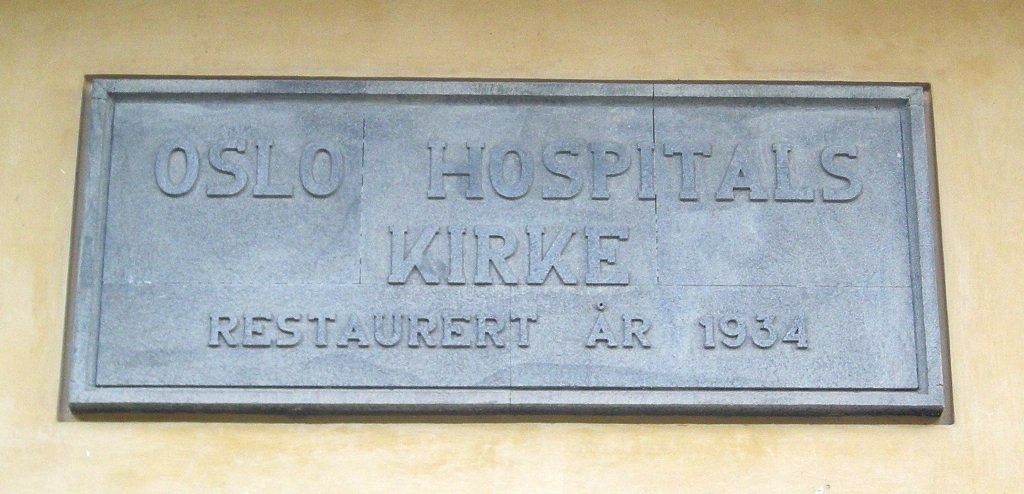 OSLO HOSPITALS
KIRKE
RESTAURERT ÅR 1934